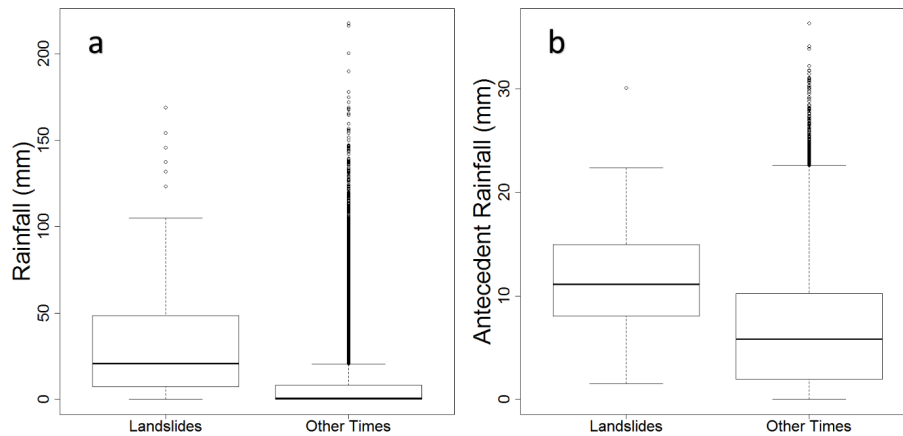 a
Rainfall (mm)
200
150
100
50
0
Landslides Other Times
b
Antecedent Rainfall (mm)
30
20
10
0
Landslides Other Times